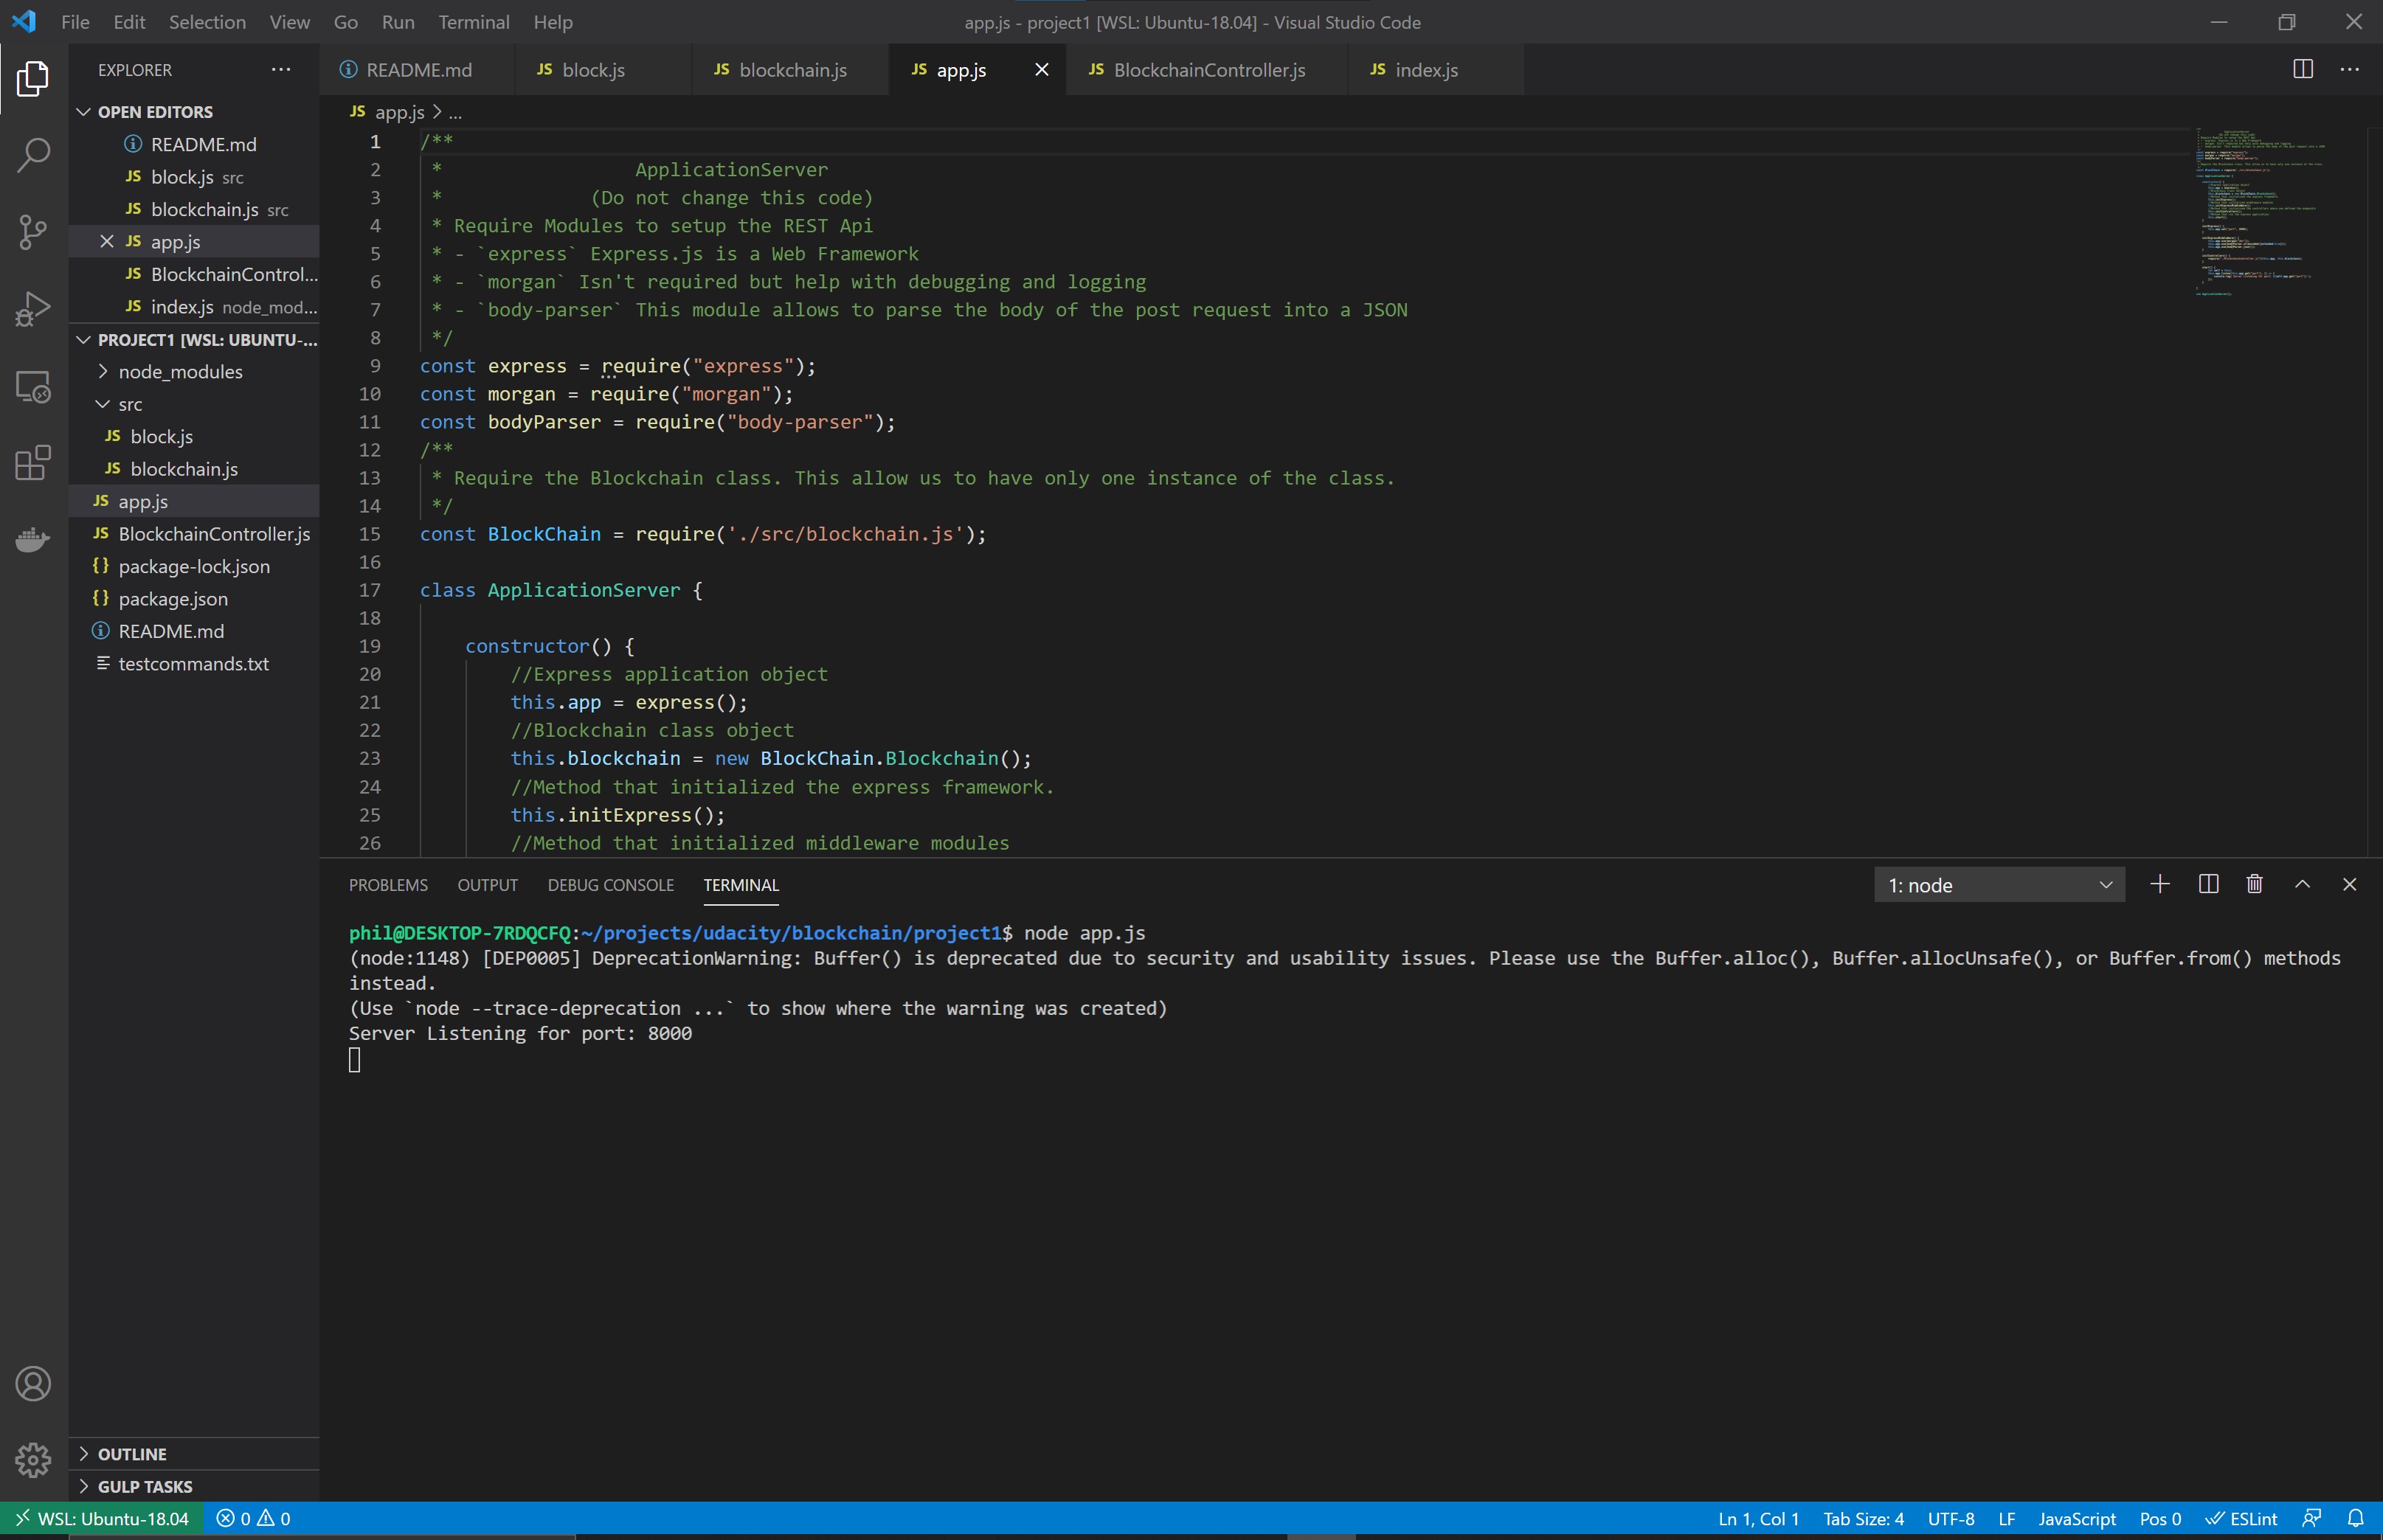 File Edit Selection View Go Run Terminal Help
app.js - project1 [WSL: Ubuntu-18.04] - Visual Studio Code
EXPLORER
OPEN EDITORS
README.md
block.js src
blockchain.js src
app.js
BlockchainControl...
index.js node_mod...
PROJECT1 [WSL: UBUNTU-...
node_modules
src
block.js
blockchain.js
app.js
BlockchainController.js
package-lock.json
package.json
README.md
testcommands.txt
OUTLINE
GULP TASKS
README.md JS block.js JS blockchain.js JS app.js JS BlockchainController.js JS index.js
JS app.js > ...
1 /**
2 * ApplicationServer
3 * (Do not change this code)
4 * Require Modules to setup the REST Api
5 * - `express` Express.js is a Web Framework
6 * - `morgan` Isn't required but help with debugging and logging
7 * - `body-parser` This module allows to parse the body of the post request into a JSON
8 */
9 const express = require("express");
10 const morgan = require("morgan");
11 const bodyParser = require("body-parser");
12 /**
13 * Require the Blockchain class. This allow us to have only one instance of the class.
14 */
15 const BlockChain = require('./src/blockchain.js');
16
17 class ApplicationServer {
18
19 constructor() {
20 //Express application object
21 this.app = express();
22 //Blockchain class object
23 this.blockchain = new BlockChain.Blockchain();
24 //Method that initialized the express framework.
25 this.initExpress();
26 //Method that initialized middleware modules
PROBLEMS OUTPUT DEBUG CONSOLE TERMINAL 1: node
phil@DESKTOP-7RDQCFQ:~/projects/udacity/blockchain/project1$ node app.js
(node:1148) [DEP0005] DeprecationWarning: Buffer() is deprecated due to security and usability issues. Please use the Buffer.alloc(), Buffer.allocUnsafe(), or Buffer.from() methods
instead.
(Use `node --trace-deprecation ...` to show where the warning was created)
Server Listening for port: 8000
WSL: Ubuntu-18.04 0 0 Ln 1, Col 1 Tab Size: 4 UTF-8 LF JavaScript Pos 0 ESLint